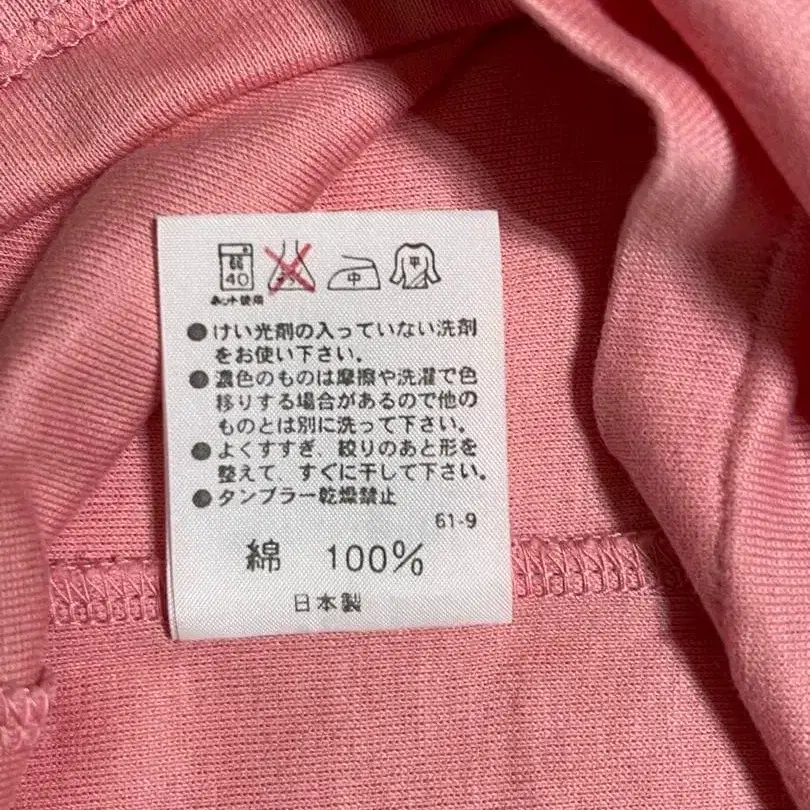 弱 40 中 平
ネット使用
●けい光剤の入っていない洗剤
をお使い下さい。
●濃色のものは摩擦や洗濯で色
移りする場合があるので他の
ものとは別に洗って下さい。
●よくすすぎ、絞りのあと形を
整えて、すぐに干して下さい。
●タンブラー乾燥禁止
61-9
綿 100%
日本製